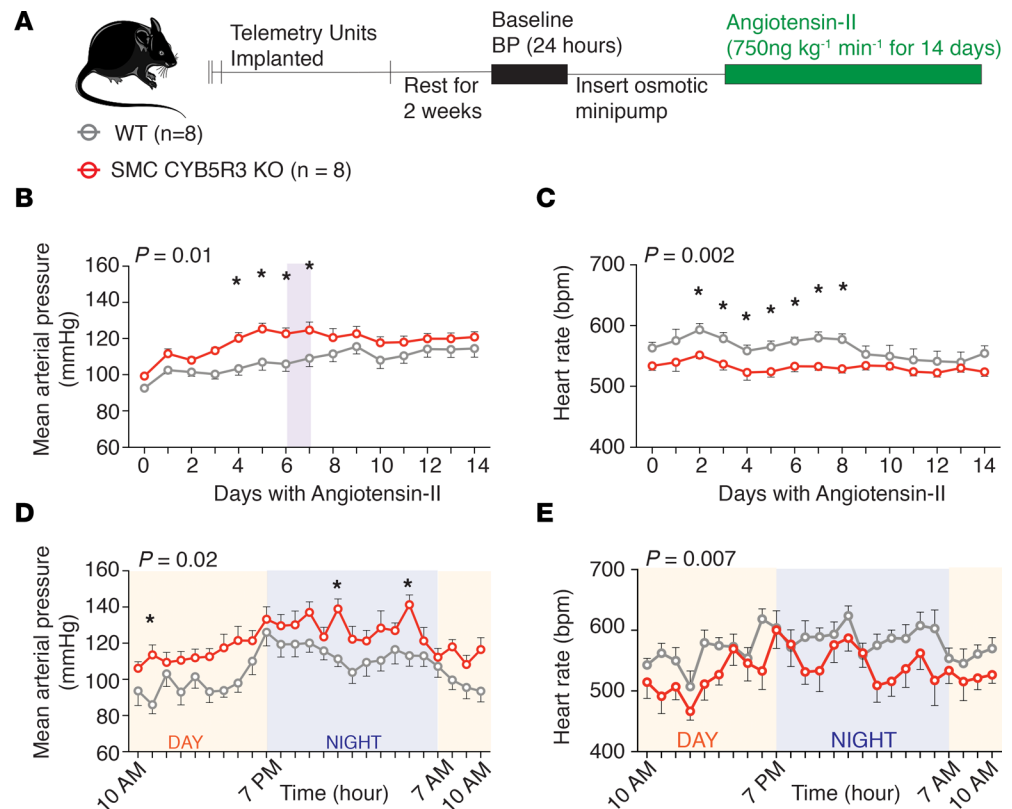 A
Telemetry Units
Implanted
Rest for
2 weeks
Baseline
BP (24 hours)
Insert osmotic
minipump
Angiotensin-II
(750ng kg⁻¹ min⁻¹ for 14 days)
WT (n=8)
SMC CYB5R3 KO (n = 8)
B
P = 0.01
Mean arterial pressure
(mmHg)
160
140
120
100
80
60
* * * *
0 2 4 6 8 10 12 14
Days with Angiotensin-II
C
P = 0.002
Heart rate (bpm)
700
600
500
400
* * * * * * *
0 2 4 6 8 10 12 14
Days with Angiotensin-II
D
P = 0.02
Mean arterial pressure
(mmHg)
160
140
120
100
80
60
* * *
DAY
NIGHT
10 AM
7 PM
7 AM
10 AM
Time (hour)
E
P = 0.007
Heart rate (bpm)
700
600
500
400
DAY
NIGHT
10 AM
7 PM
7 AM
10 AM
Time (hour)